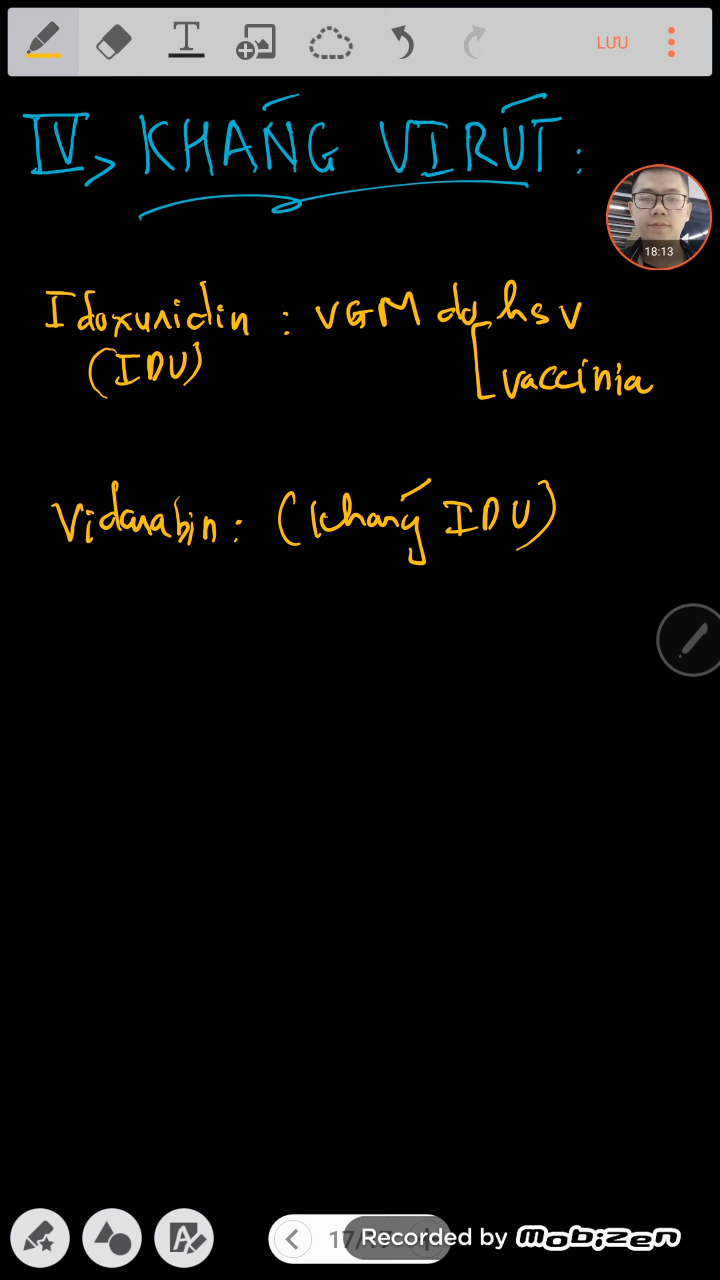 T LƯU
IV, KHÁNG VIRÚT :
18:13
Idoxuridin : VGM do hsv
(IDU) vaccinia
Vidarabin : (kháng IDU)
A
Recorded by mobizen